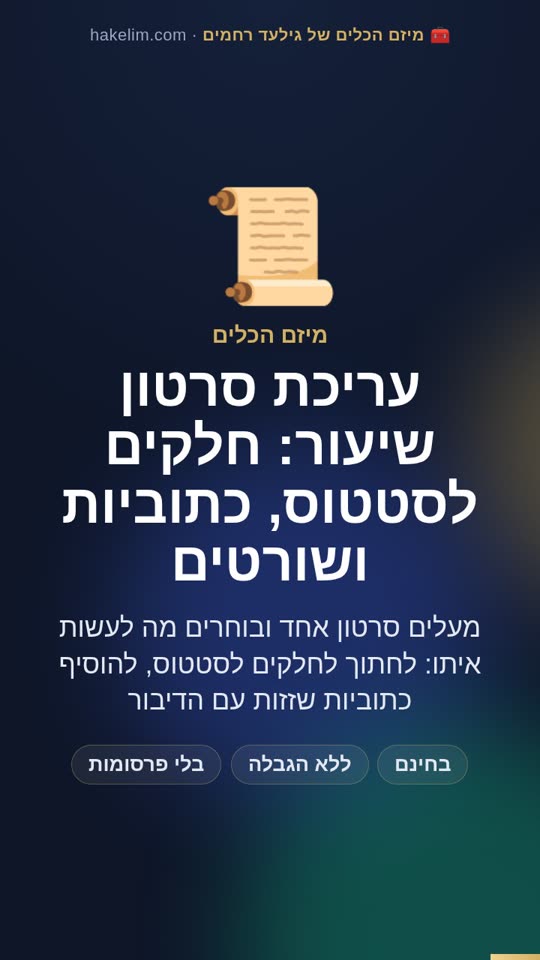 🧰 מיזם הכלים של גילעד רחמים · hakelim.com
מיזם הכלים
עריכת סרטון
שיעור: חלקים
לסטטוס, כתוביות
ושורטים
מעלים סרטון אחד ובוחרים מה לעשות
איתו: לחתוך לחלקים לסטטוס, להוסיף
כתוביות שזזות עם הדיבור
בחינם
ללא הגבלה
בלי פרסומות